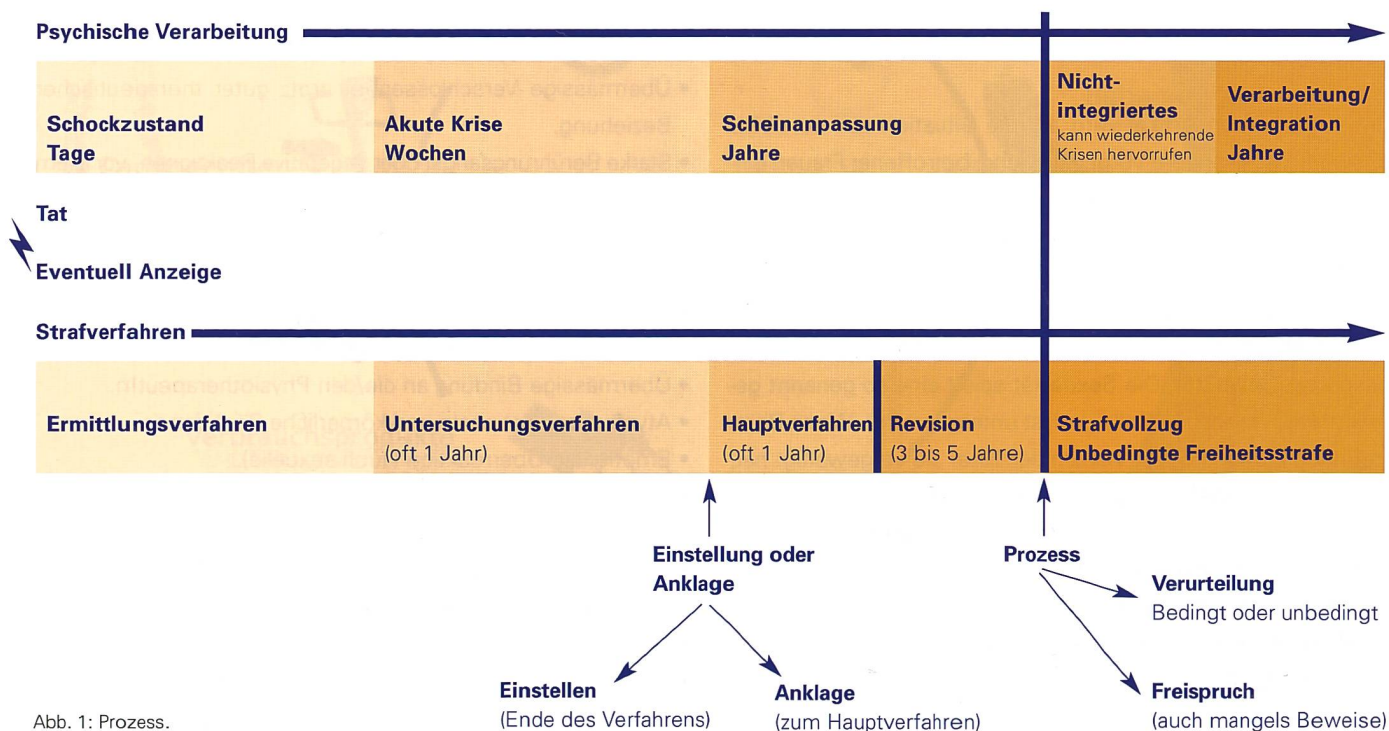 Psychische Verarbeitung
Schockzustand
Tage
Akute Krise
Wochen
Scheinanpassung
Jahre
Nicht-
integriertes
kann wiederkehrende
Krisen hervorrufen
Verarbeitung/
Integration
Jahre
Tat
Eventuell Anzeige
Strafverfahren
Ermittlungsverfahren
Untersuchungsverfahren
(oft 1 Jahr)
Hauptverfahren
(oft 1 Jahr)
Revision
(3 bis 5 Jahre)
Strafvollzug
Unbedingte Freiheitsstrafe
Einstellung oder
Anklage
Prozess
Verurteilung
Bedingt oder unbedingt
Einstellen
(Ende des Verfahrens)
Anklage
(zum Hauptverfahren)
Freispruch
(auch mangels Beweise)
Abb. 1: Prozess.